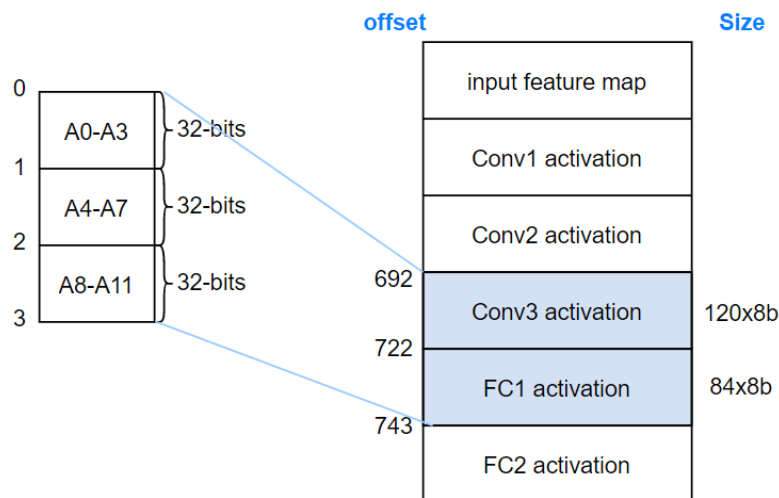 offset
Size
0
A0-A3
32-bits
1
A4-A7
32-bits
2
A8-A11
32-bits
3
input feature map
Conv1 activation
Conv2 activation
692
Conv3 activation
120x8b
722
FC1 activation
84x8b
743
FC2 activation